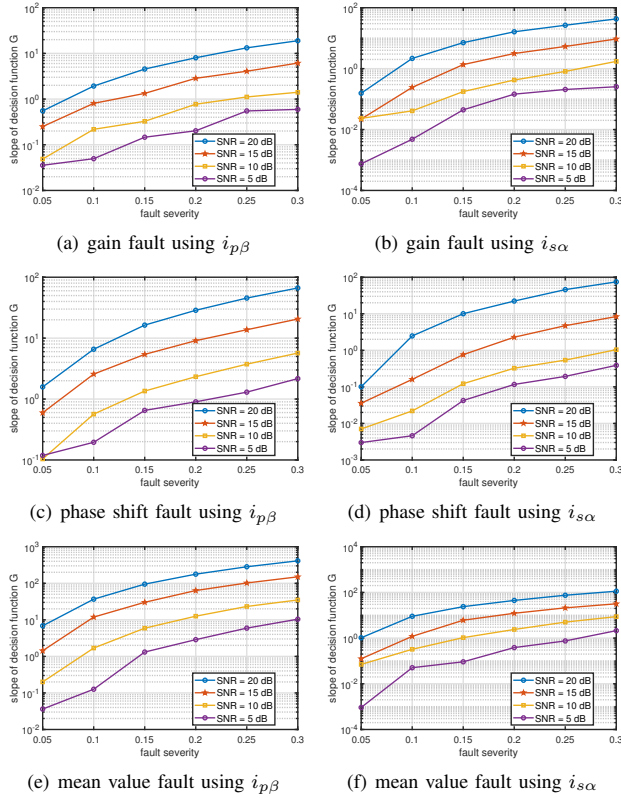 slope of decision function G
10^2
10^1
10^0
10^-1
10^-2
0.05 0.1 0.15 0.2 0.25 0.3
fault severity
SNR = 20 dB
SNR = 15 dB
SNR = 10 dB
SNR = 5 dB
(a) gain fault using i_{pβ}
slope of decision function G
10^2
10^0
10^-2
10^-4
0.05 0.1 0.15 0.2 0.25 0.3
fault severity
SNR = 20 dB
SNR = 15 dB
SNR = 10 dB
SNR = 5 dB
(b) gain fault using i_{sα}
slope of decision function G
10^2
10^1
10^0
10^-1
0.05 0.1 0.15 0.2 0.25 0.3
fault severity
SNR = 20 dB
SNR = 15 dB
SNR = 10 dB
SNR = 5 dB
(c) phase shift fault using i_{pβ}
slope of decision function G
10^2
10^1
10^0
10^-1
10^-2
10^-3
0.05 0.1 0.15 0.2 0.25 0.3
fault severity
SNR = 20 dB
SNR = 15 dB
SNR = 10 dB
SNR = 5 dB
(d) phase shift fault using i_{sα}
slope of decision function G
10^3
10^2
10^1
10^0
10^-1
10^-2
0.05 0.1 0.15 0.2 0.25 0.3
fault severity
SNR = 20 dB
SNR = 15 dB
SNR = 10 dB
SNR = 5 dB
(e) mean value fault using i_{pβ}
slope of decision function G
10^4
10^2
10^0
10^-2
10^-4
0.05 0.1 0.15 0.2 0.25 0.3
fault severity
SNR = 20 dB
SNR = 15 dB
SNR = 10 dB
SNR = 5 dB
(f) mean value fault using i_{sα}